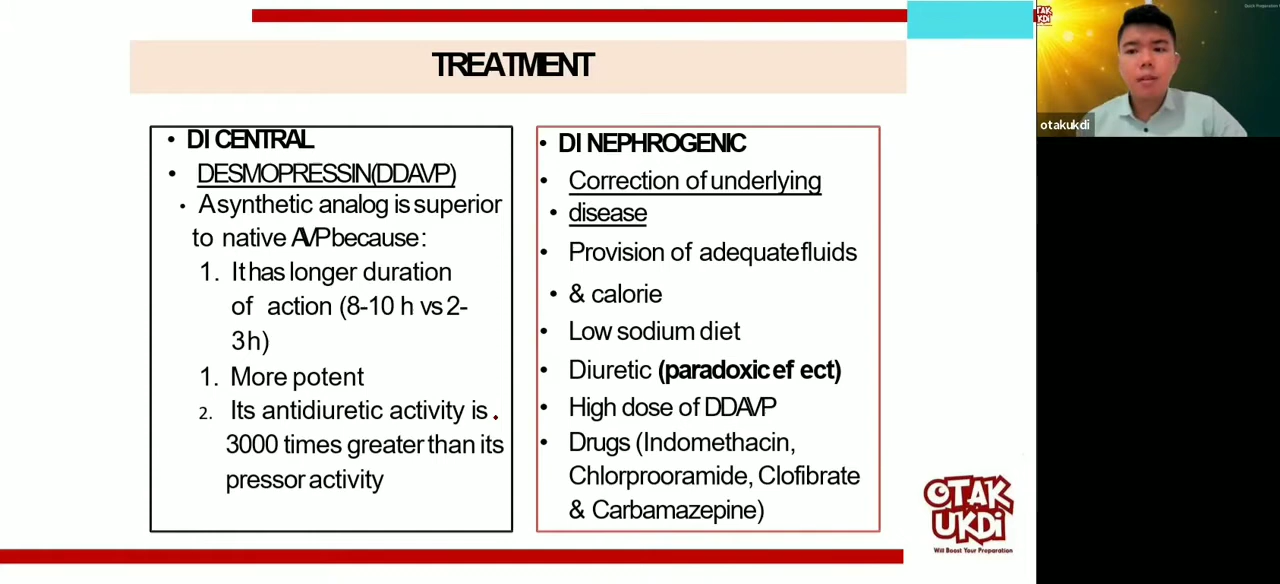 TREATMENT
• DI CENTRAL
• DESMOPRESSIN(DDAVP)
• A synthetic analog is superior
to native AVP because:
1. It has longer duration
of action (8-10 h vs 2-
3h)
1. More potent
2. Its antidiuretic activity is .
3000 times greater than its
pressor activity
• DI NEPHROGENIC
• Correction of underlying
• disease
• Provision of adequate fluids
• & calorie
• Low sodium diet
• Diuretic (paradoxic ef ect)
• High dose of DDAVP
• Drugs (Indomethacin,
Chlorprooramide, Clofibrate
& Carbamazepine)
OTAK
UKDI
Will Boost Your Preparation
TAK
UKDI
otakukdi